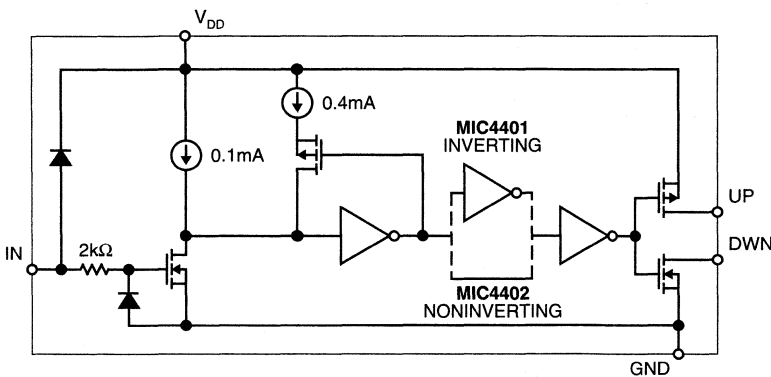 V_DD
0.4mA
0.1mA
MIC4401
INVERTING
UP
DWN
IN
2kΩ
MIC4402
NONINVERTING
GND